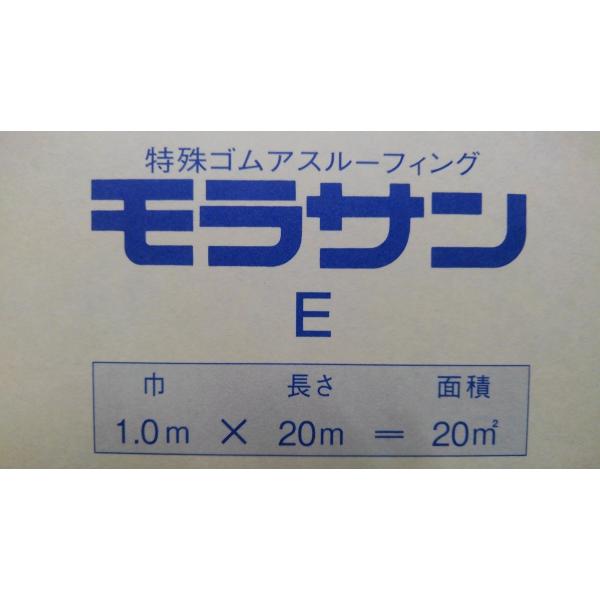 特殊ゴムアスルーフィング
モラサン
E
巾 長さ 面積
1.0m × 20m = 20㎡